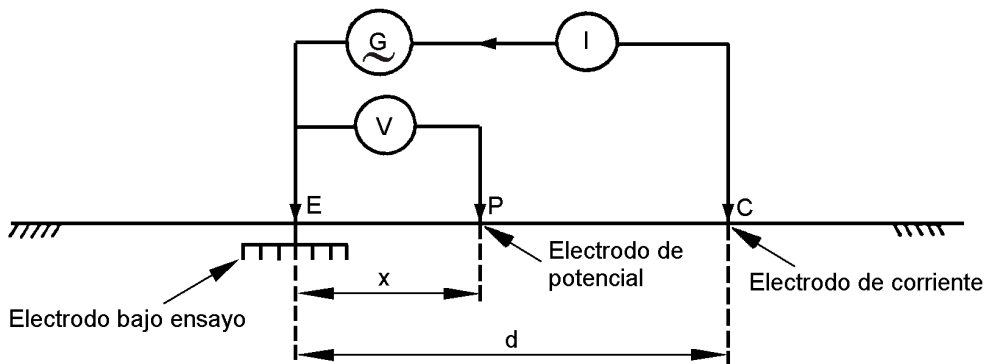 G
I
V
E
P
C
Electrodo de
potencial
Electrodo de corriente
x
Electrodo bajo ensayo
d